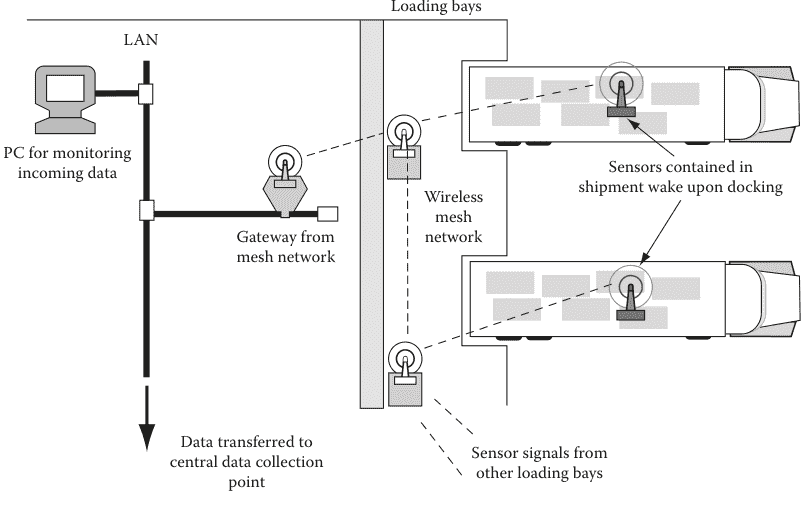 Loading bays
LAN
PC for monitoring
incoming data
Sensors contained in
shipment wake upon docking
Wireless
mesh
network
Gateway from
mesh network
Data transferred to
central data collection
point
Sensor signals from
other loading bays